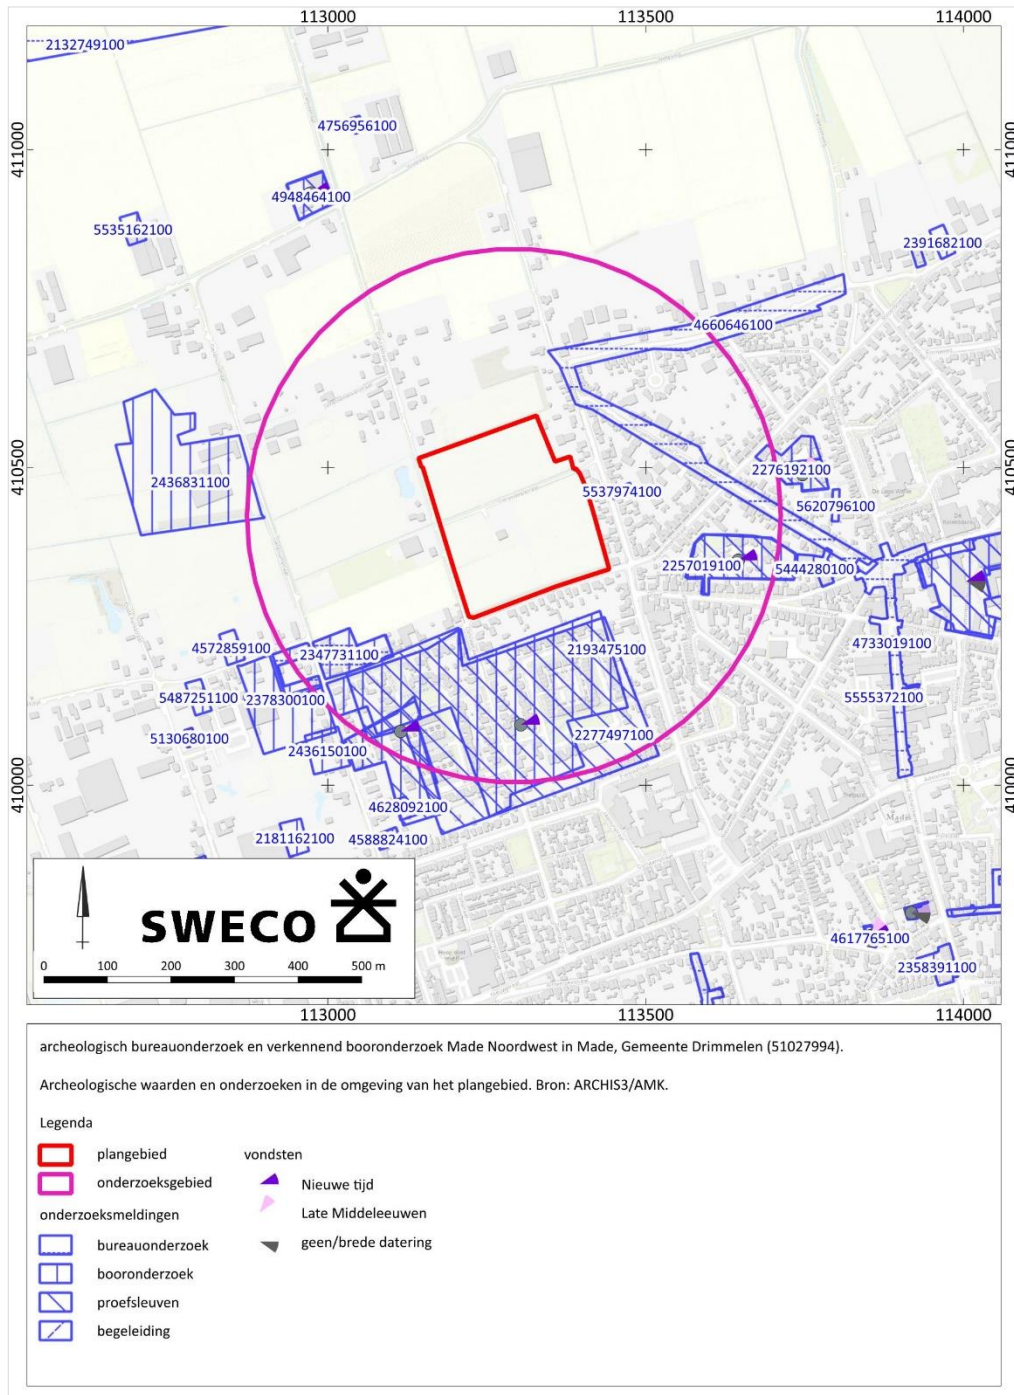 113000
113500
114000
2132749100
4756956100
411000
411000
4948464100
5535162100
2391682100
4660646100
410500
410500
2436831100
2276192100
5537974100
5620796100
2257019100
5444280100
4572859100
2347731100
2193475100
4733019100
5487251100
2378300100
5555372100
5130680100
2436150100
2277497100
410000
410000
4628092100
Made
2181162100
4588824100
SWECO
4617765100
2358391100
0 100 200 300 400 500 m
113000
113500
114000
archeologisch bureauonderzoek en verkennend booronderzoek Made Noordwest in Made, Gemeente Drimmelen (51027994).
Archeologische waarden en onderzoeken in de omgeving van het plangebied. Bron: ARCHIS3/AMK.
Legenda
plangebied
onderzoeksgebied
onderzoeksmeldingen
bureauonderzoek
booronderzoek
proefsleuven
begeleiding
vondsten
Nieuwe tijd
Late Middeleeuwen
geen/brede datering